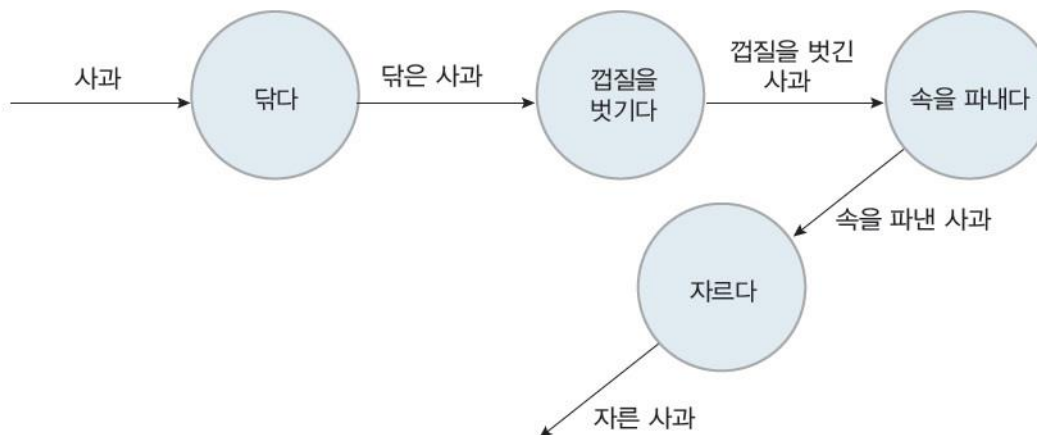 사과
닦다
닦은 사과
껍질을
벗기다
껍질을 벗긴
사과
속을 파내다
속을 파낸 사과
자르다
자른 사과